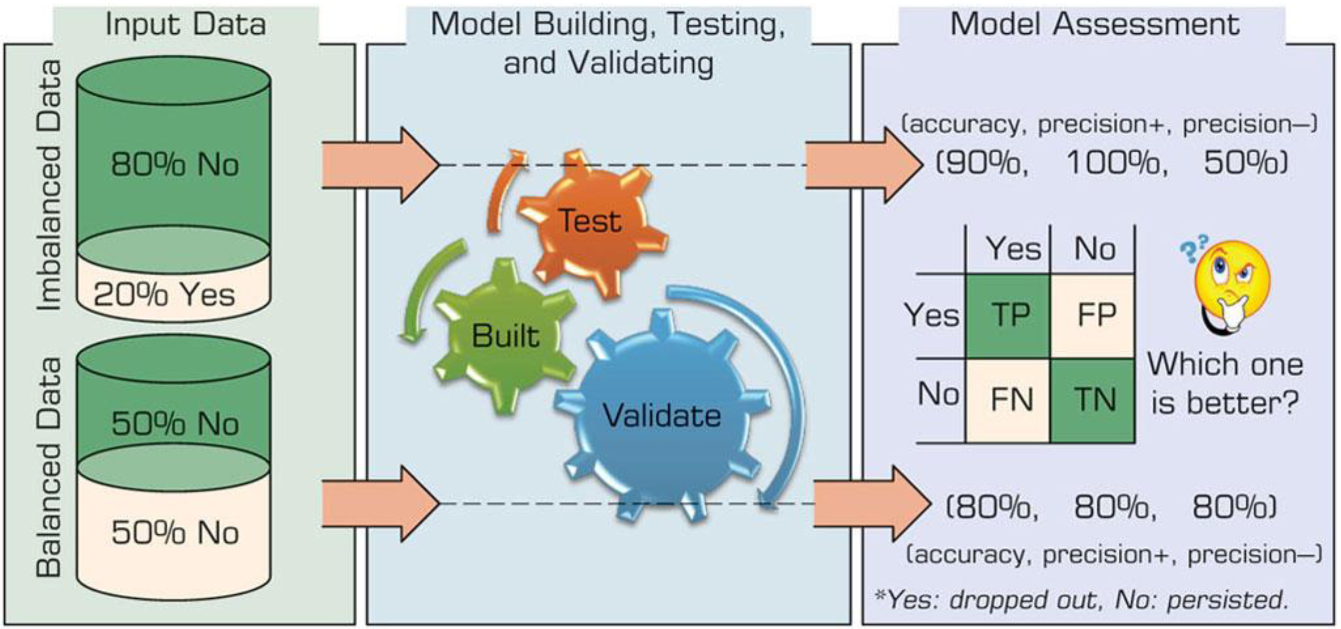 Input Data
Imbalanced Data
80% No
20% Yes
Balanced Data
50% No
50% No
Model Building, Testing,
and Validating
Test
Built
Validate
Model Assessment
(accuracy, precision+, precision–)
(90%, 100%, 50%)
Yes No
Yes TP FP
No FN TN
??
Which one
is better?
(80%, 80%, 80%)
(accuracy, precision+, precision–)
*Yes: dropped out, No: persisted.